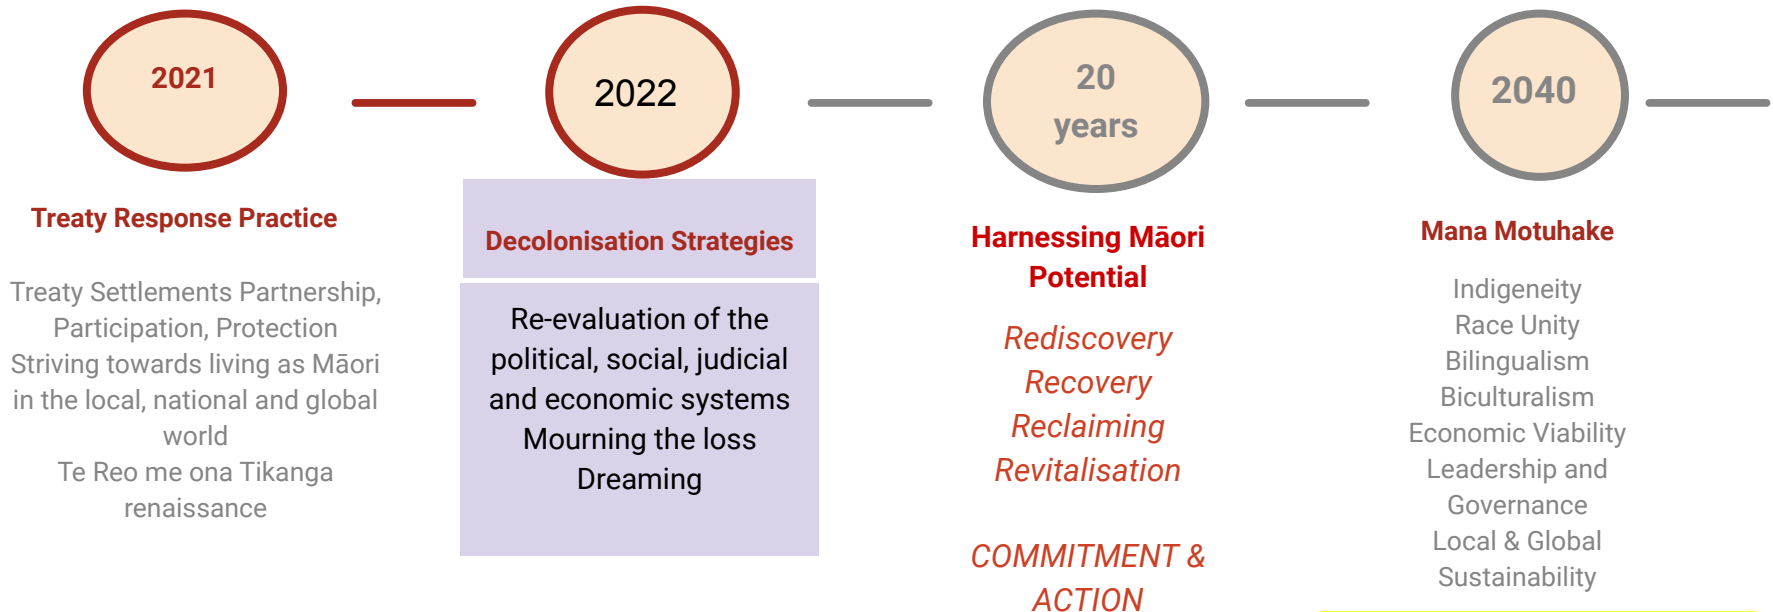 2021
Treaty Response Practice
Treaty Settlements Partnership,
Participation, Protection
Striving towards living as Māori
in the local, national and global
world
Te Reo me ona Tikanga
renaissance
2022
Decolonisation Strategies
Re-evaluation of the
political, social, judicial
and economic systems
Mourning the loss
Dreaming
20
years
Harnessing Māori
Potential
Rediscovery
Recovery
Reclaiming
Revitalisation
COMMITMENT &
ACTION
2040
Mana Motuhake
Indigeneity
Race Unity
Bilingualism
Biculturalism
Economic Viability
Leadership and
Governance
Local & Global
Sustainability